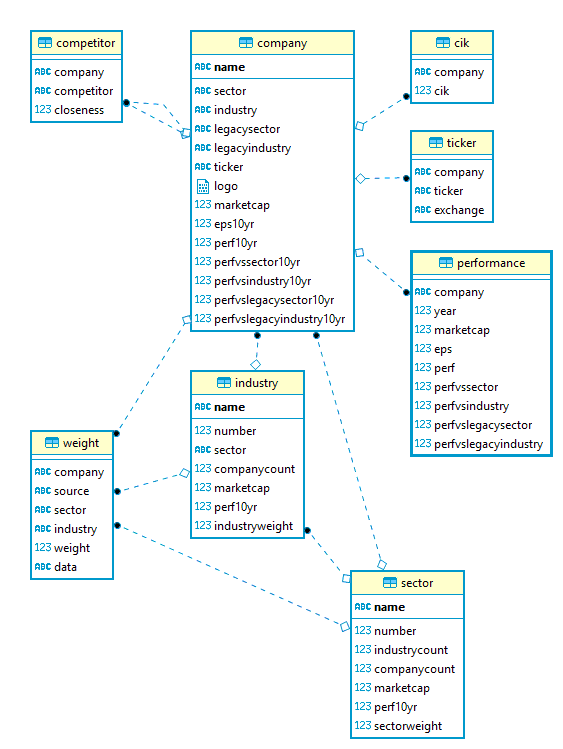 competitor
ABC company
ABC competitor
123 closeness
company
ABC name
ABC sector
ABC industry
ABC legacysector
ABC legacyindustry
ABC ticker
logo
123 marketcap
123 eps10yr
123 perf10yr
123 perfvssector10yr
123 perfvsindustry10yr
123 perfvslegacysector10yr
123 perfvslegacyindustry10yr
cik
ABC company
123 cik
ticker
ABC company
ABC ticker
ABC exchange
performance
ABC company
123 year
123 marketcap
123 eps
123 perf
123 perfvssector
123 perfvsindustry
123 perfvslegacysector
123 perfvslegacyindustry
industry
ABC name
123 number
ABC sector
123 companycount
123 marketcap
123 perf10yr
123 industryweight
weight
ABC company
ABC source
ABC sector
ABC industry
123 weight
ABC data
sector
ABC name
123 number
123 industrycount
123 companycount
123 marketcap
123 perf10yr
123 sectorweight